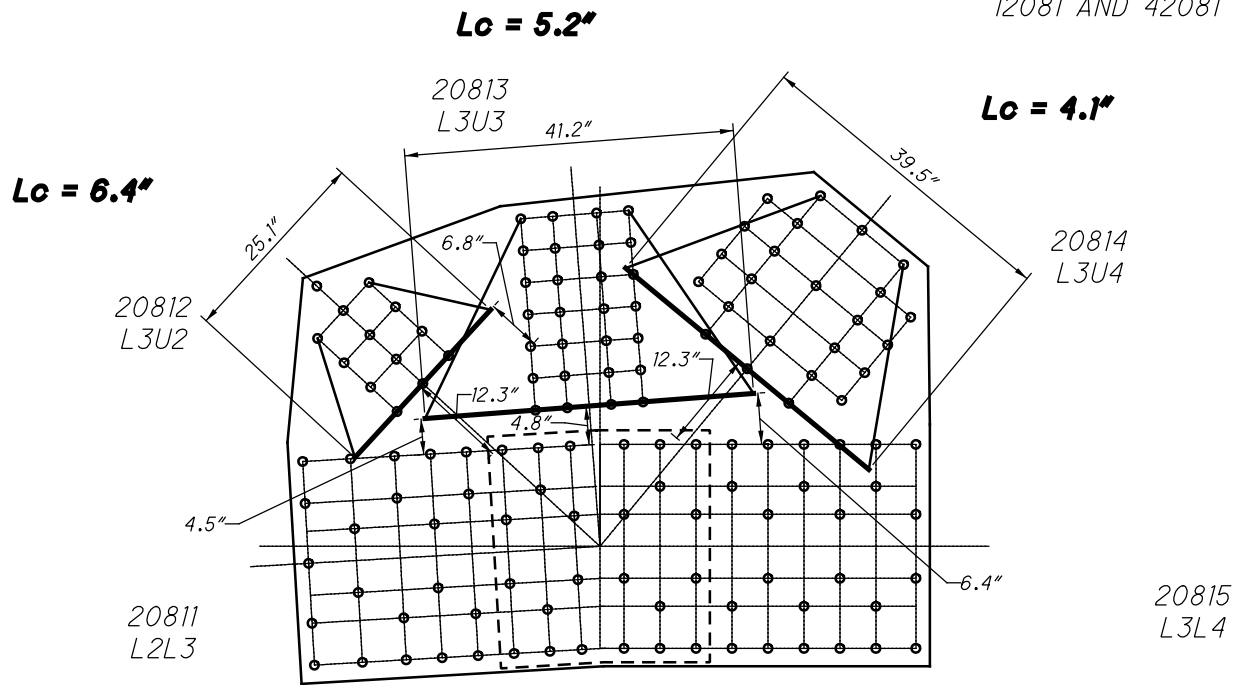 12081 AND 42081
Lc = 5.2"
20813
L3U3
41.2"
Lc = 4.1"
39.5"
Lc = 6.4"
25.1"
6.8"
20814
L3U4
20812
L3U2
12.3"
12.3"
4.8"
4.5"
6.4"
20811
L2L3
20815
L3L4